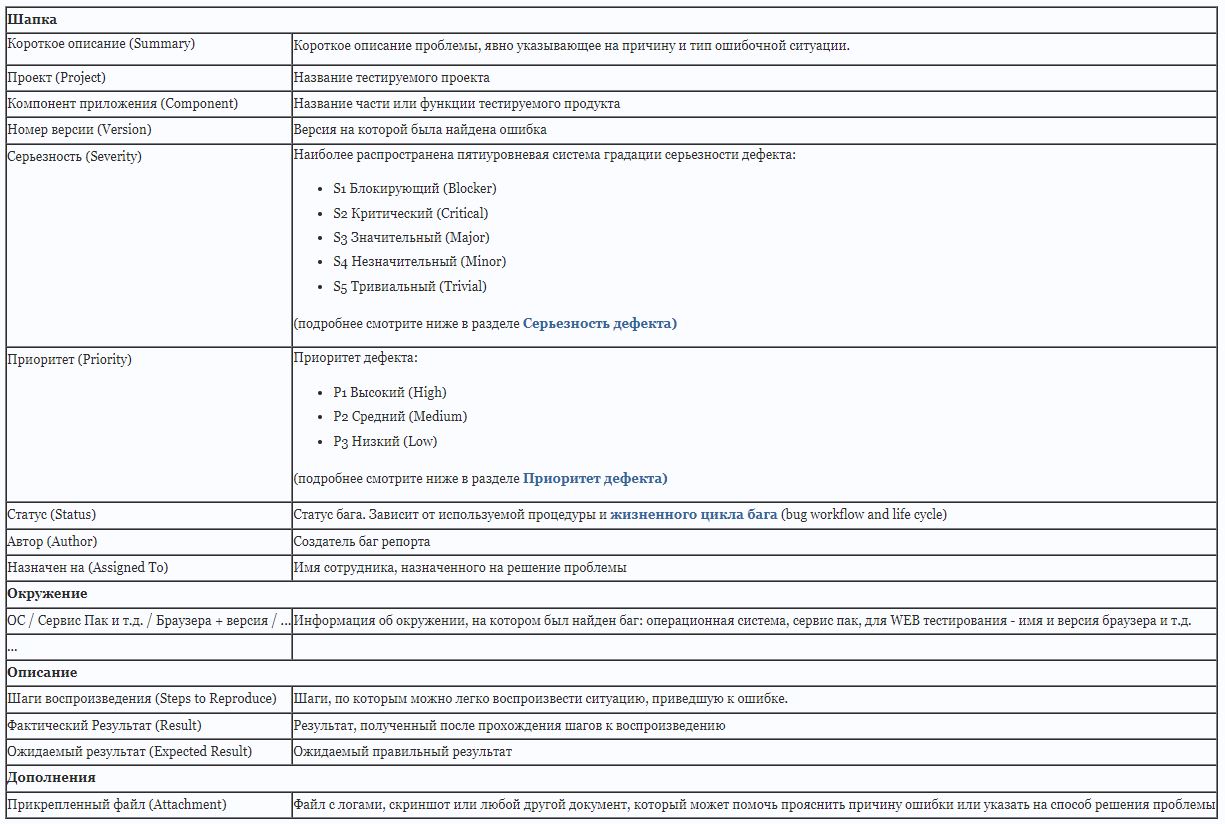 Шапка
Короткое описание (Summary)
Короткое описание проблемы, явно указывающее на причину и тип ошибочной ситуации.
Проект (Project)
Название тестируемого проекта
Компонент приложения (Component)
Название части или функции тестируемого продукта
Номер версии (Version)
Версия на которой была найдена ошибка
Серьезность (Severity)
Наиболее распространена пятиуровневая система градации серьезности дефекта:
• S1 Блокирующий (Blocker)
• S2 Критический (Critical)
• S3 Значительный (Major)
• S4 Незначительный (Minor)
• S5 Тривиальный (Trivial)
(подробнее смотрите ниже в разделе Серьезность дефекта)
Приоритет (Priority)
Приоритет дефекта:
• P1 Высокий (High)
• P2 Средний (Medium)
• P3 Низкий (Low)
(подробнее смотрите ниже в разделе Приоритет дефекта)
Статус (Status)
Статус бага. Зависит от используемой процедуры и жизненного цикла бага (bug workflow and life cycle)
Автор (Author)
Создатель баг репорта
Назначен на (Assigned To)
Имя сотрудника, назначенного на решение проблемы
Окружение
ОС / Сервис Пак и т.д. / Браузера + версия / ...
Информация об окружении, на котором был найден баг: операционная система, сервис пак, для WEB тестирования - имя и версия браузера и т.д.
...
Описание
Шаги воспроизведения (Steps to Reproduce)
Шаги, по которым можно легко воспроизвести ситуацию, приведшую к ошибке.
Фактический Результат (Result)
Результат, полученный после прохождения шагов к воспроизведению
Ожидаемый результат (Expected Result)
Ожидаемый правильный результат
Дополнения
Прикрепленный файл (Attachment)
Файл с логами, скриншот или любой другой документ, который может помочь прояснить причину ошибки или указать на способ решения проблемы